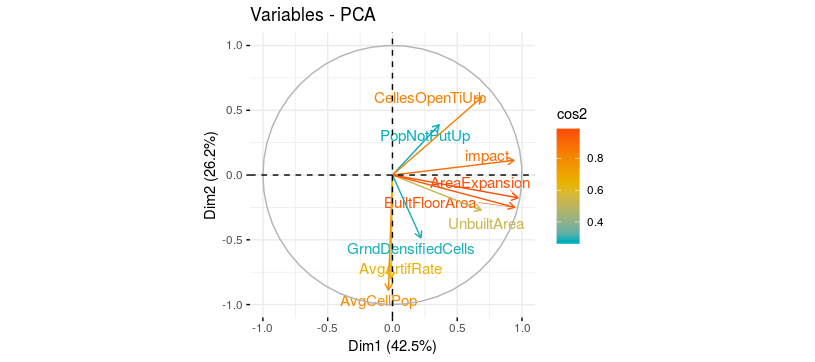 Variables - PCA
1.0
0.5
0.0
-0.5
-1.0
Dim2 (26.2%)
CellesOpenTiUrb
PopNotPutUp
impact
AreaExpansion
BuiltFloorArea
UnbuiltArea
GrndDensifiedCells
AvgArtifRate
AvgCellPop
-1.0 -0.5 0.0 0.5 1.0
Dim1 (42.5%)
cos2
0.8
0.6
0.4